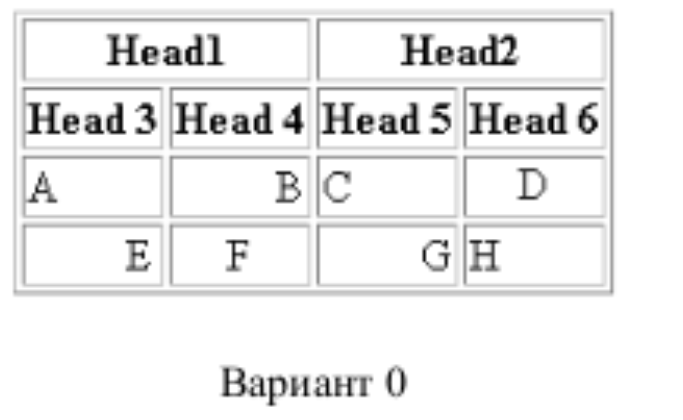 Head1 Head2
Head 3 Head 4 Head 5 Head 6
A B C D
E F G H
Вариант 0